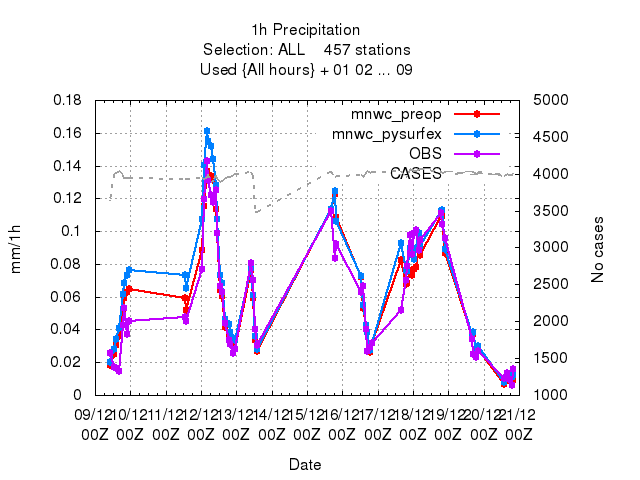 1h Precipitation
Selection: ALL    457 stations
Used {All hours} + 01 02 ... 09
mm/1h
No cases
0.18
0.16
0.14
0.12
0.1
0.08
0.06
0.04
0.02
0
5000
4500
4000
3500
3000
2500
2000
1500
1000
mnwc_preop
mnwc_pysurfex
OBS
CASES
09/12 10/12 11/12 12/12 13/12 14/12 15/12 16/12 17/12 18/12 19/12 20/12 21/12
00Z 00Z 00Z 00Z 00Z 00Z 00Z 00Z 00Z 00Z 00Z 00Z 00Z
Date